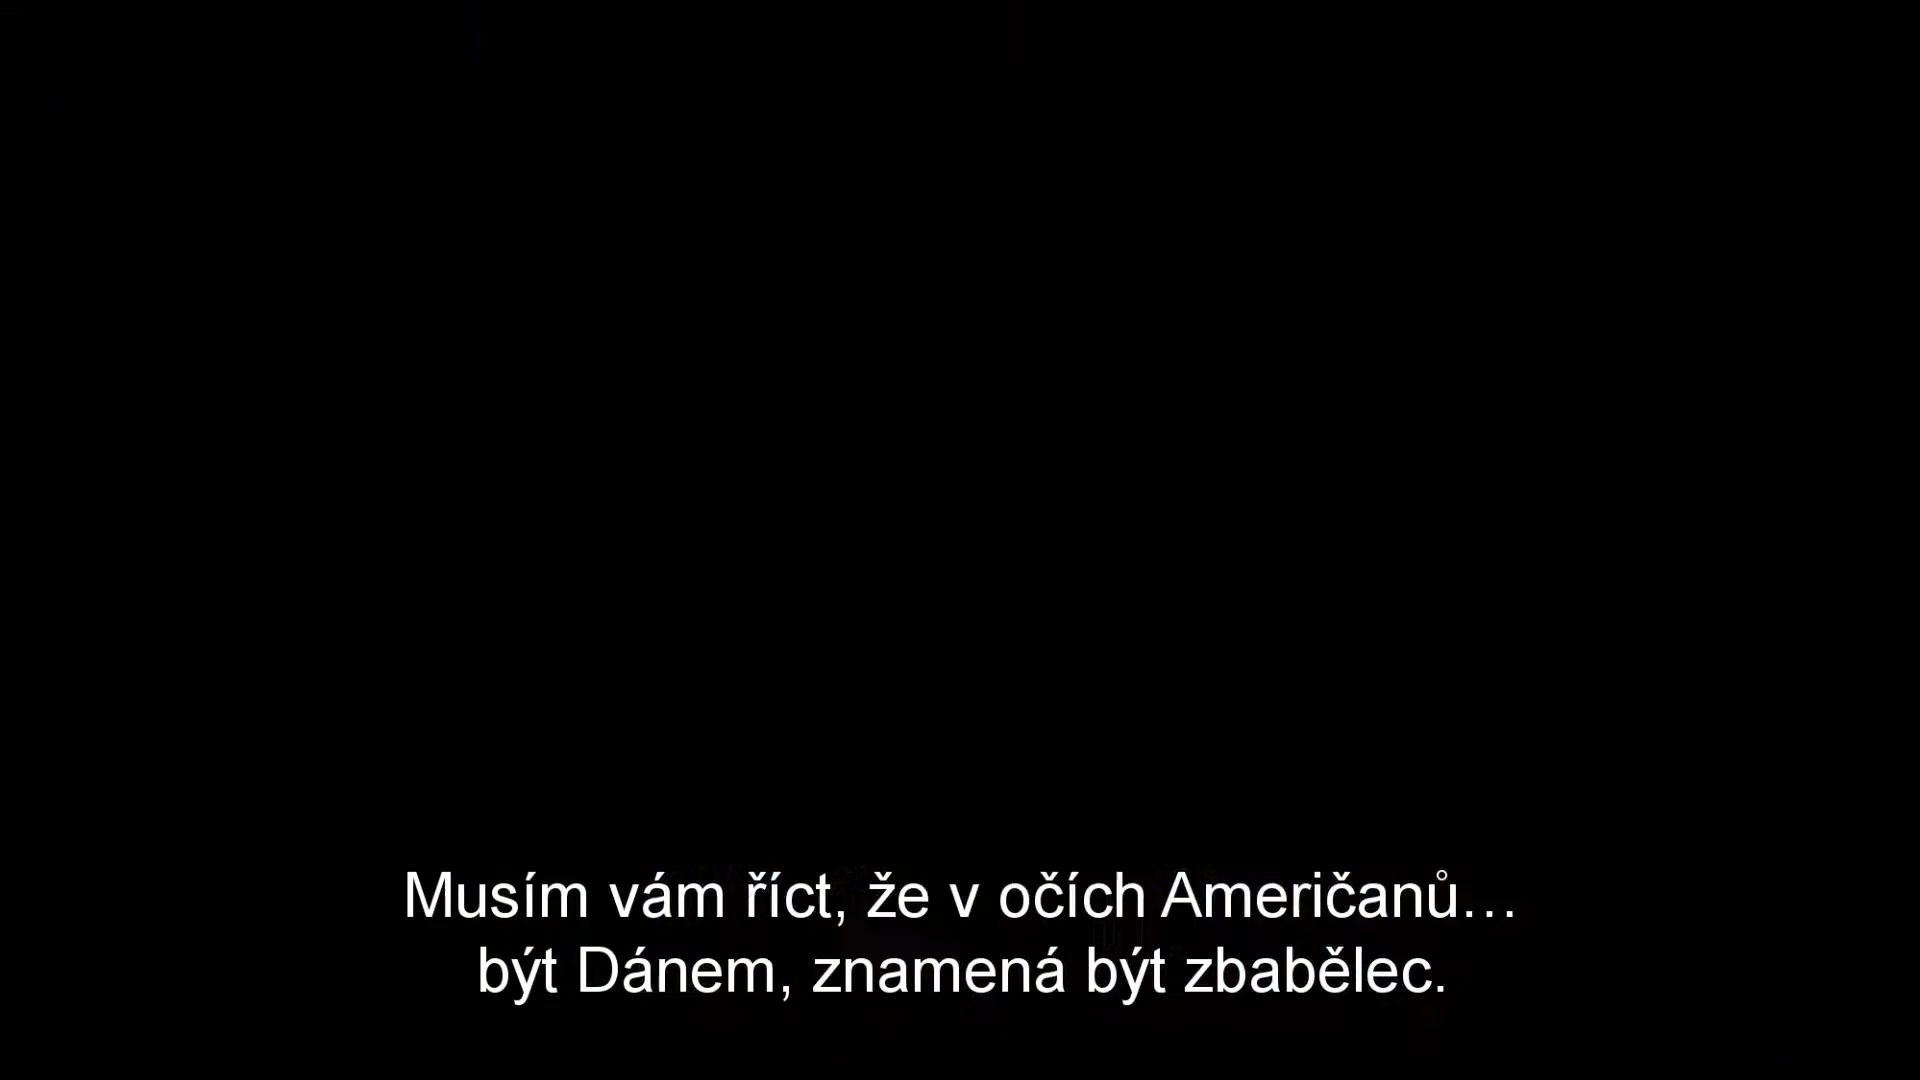 Musím vám říct, že v očích Američanů…
být Dánem, znamená být zbabělec.